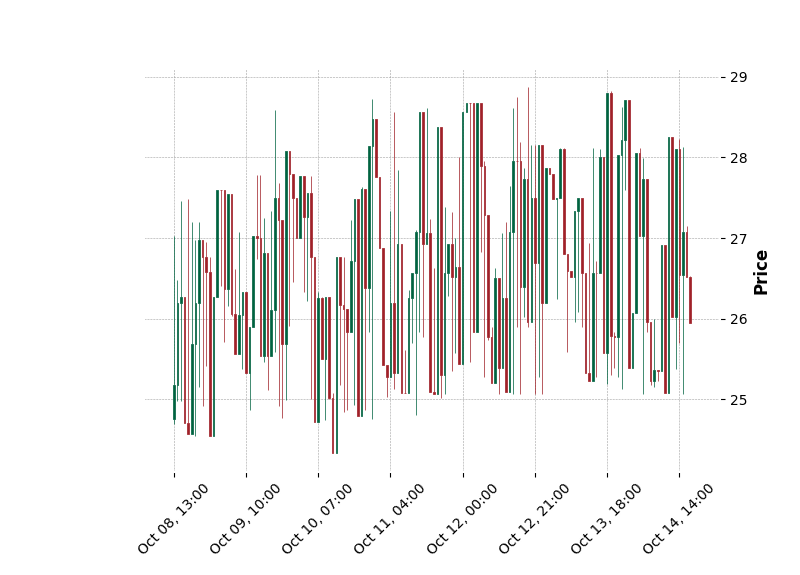 29
28
27
26
25
Price
Oct 08, 13:00
Oct 09, 10:00
Oct 10, 07:00
Oct 11, 04:00
Oct 12, 00:00
Oct 12, 21:00
Oct 13, 18:00
Oct 14, 14:00